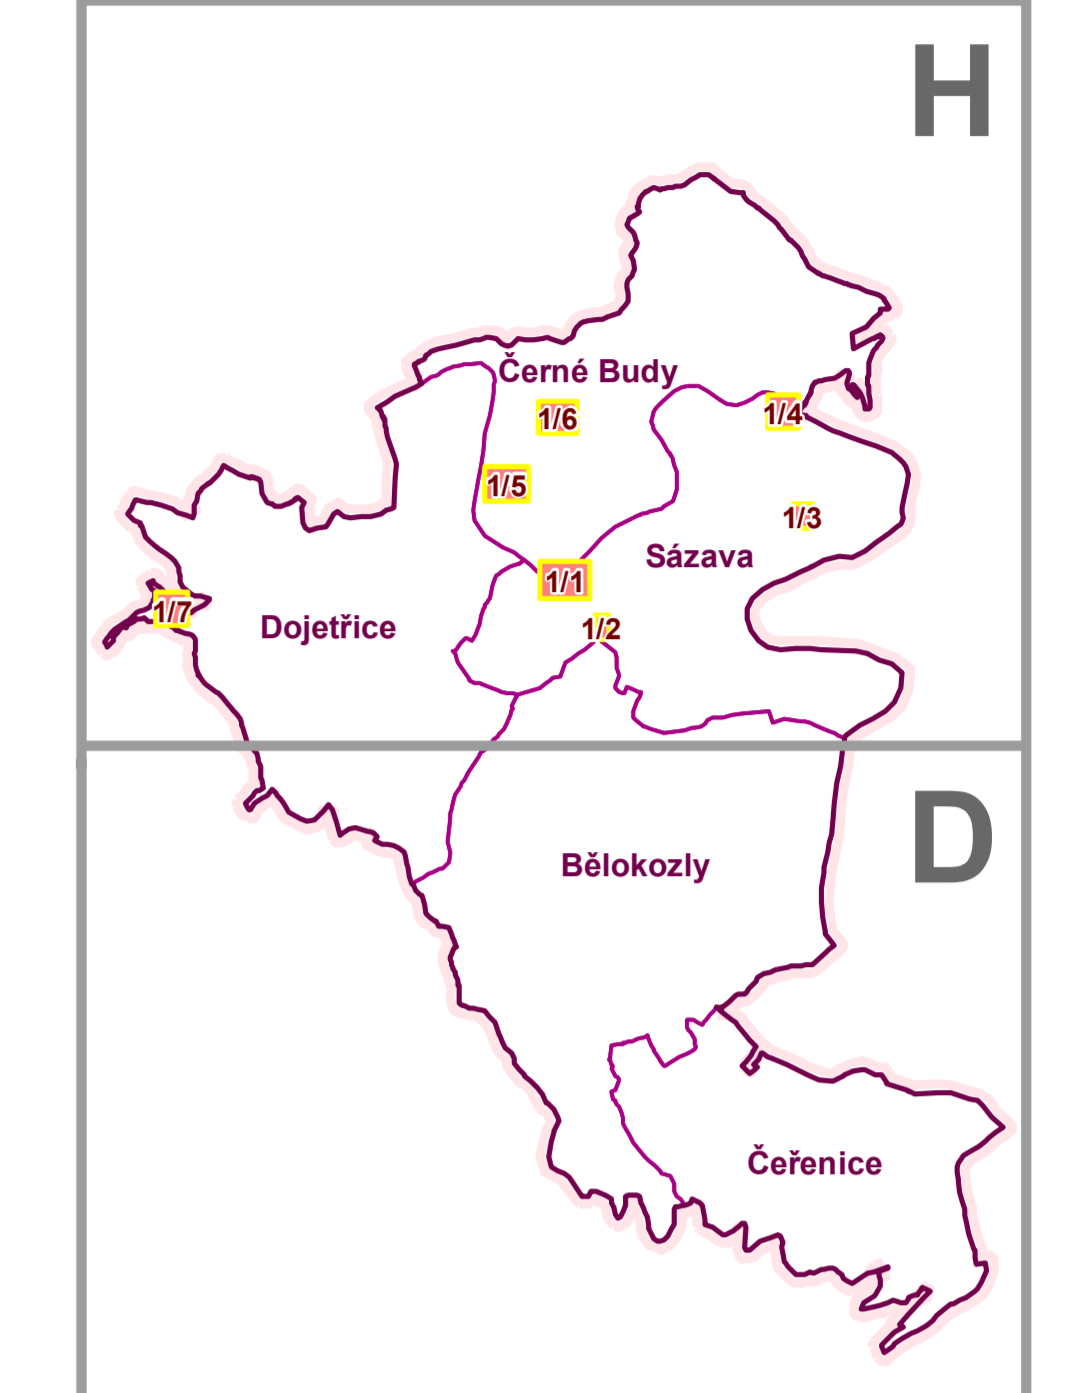 H
Černé Budy
1/6
1/4
1/5
1/3
Sázava
1/1
1/7
Dojetřice
1/2
D
Bělokozly
Čeřenice